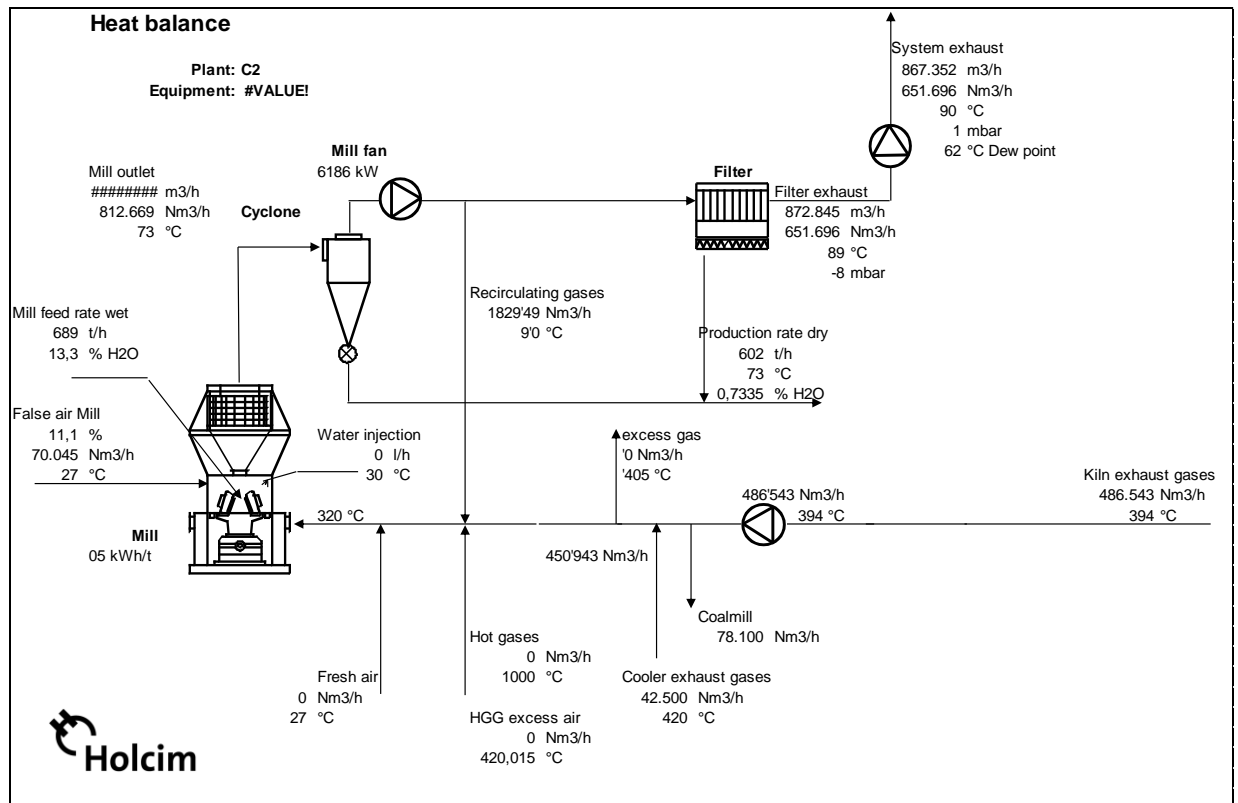 Heat balance
Plant: C2
Equipment: #VALUE!
System exhaust
867.352 m3/h
651.696 Nm3/h
90 °C
1 mbar
62 °C Dew point
Mill fan
6186 kW
Mill outlet
######## m3/h
812.669 Nm3/h
73 °C
Cyclone
Filter
Filter exhaust
872.845 m3/h
651.696 Nm3/h
89 °C
-8 mbar
Recirculating gases
1829'49 Nm3/h
9'0 °C
Mill feed rate wet
689 t/h
13,3 % H2O
Production rate dry
602 t/h
73 °C
0,7335 % H2O
False air Mill
11,1 %
70.045 Nm3/h
27 °C
Water injection
0 l/h
30 °C
excess gas
'0 Nm3/h
'405 °C
Kiln exhaust gases
486.543 Nm3/h
394 °C
486'543 Nm3/h
394 °C
320 °C
Mill
05 kWh/t
450'943 Nm3/h
Coalmill
78.100 Nm3/h
Hot gases
0 Nm3/h
1000 °C
Fresh air
0 Nm3/h
27 °C
Cooler exhaust gases
42.500 Nm3/h
420 °C
HGG excess air
0 Nm3/h
420,015 °C
Holcim